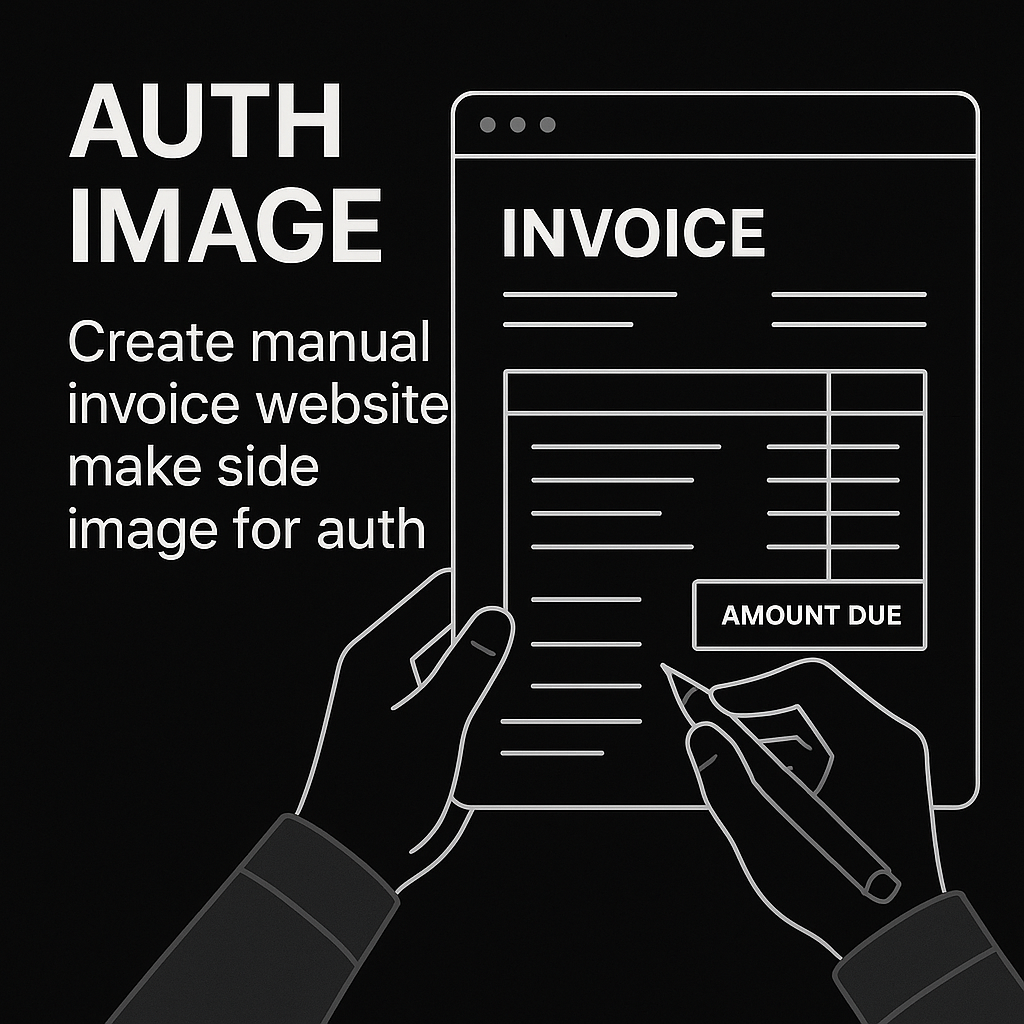 AUTH
IMAGE
Create manual
invoice website
make side
image for auth
INVOICE
AMOUNT DUE